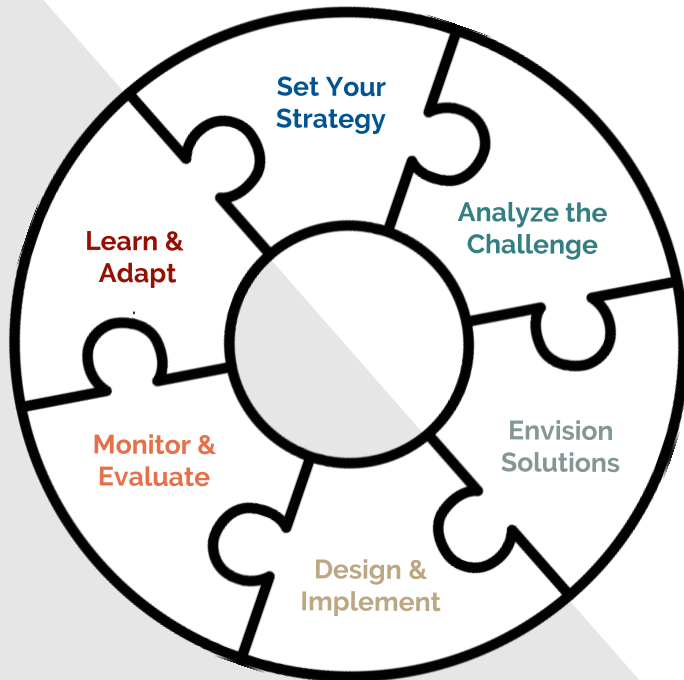 Set Your
Strategy
Analyze the
Challenge
Envision
Solutions
Design &
Implement
Monitor &
Evaluate
Learn &
Adapt